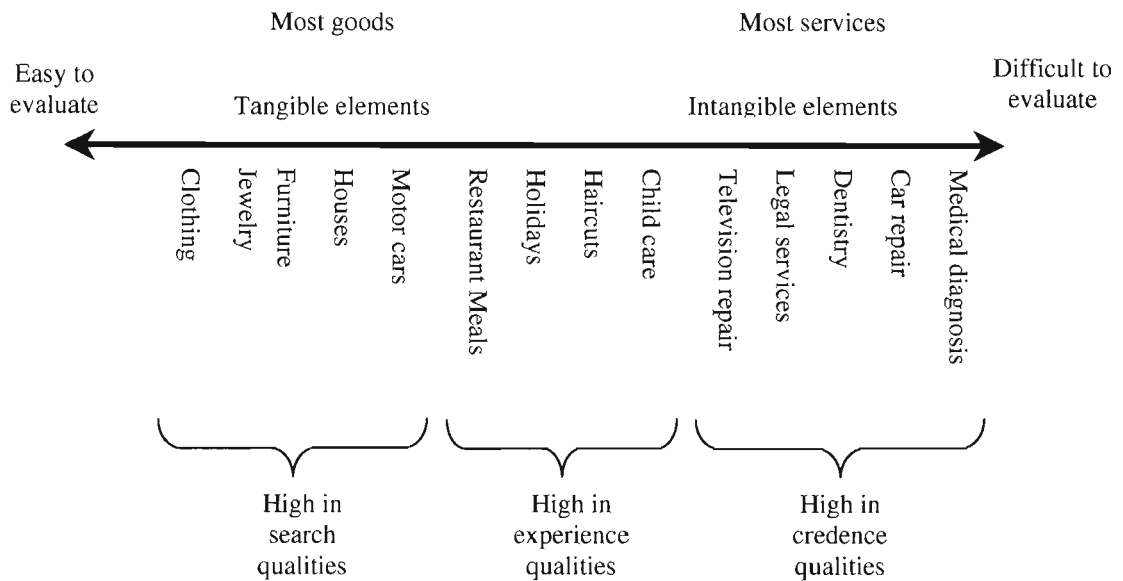 Most goods
Most services
Easy to
evaluate
Difficult to
evaluate
Tangible elements
Intangible elements
Clothing
Jewelry
Furniture
Houses
Motor cars
Restaurant Meals
Holidays
Haircuts
Child care
Television repair
Legal services
Dentistry
Car repair
Medical diagnosis
High in
search
qualities
High in
experience
qualities
High in
credence
qualities